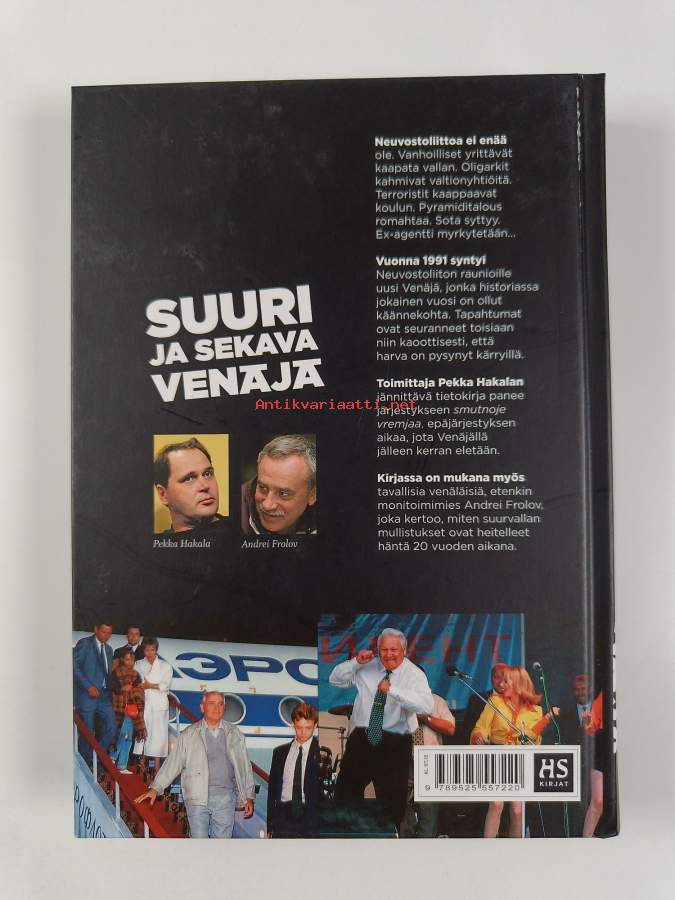 Neuvostoliittoa ei enää
ole. Vanhoilliset yrittävät
kaapata vallan. Oligarkit
kahmivat valtionyhtiöitä.
Terroristit kaappaavat
koulun. Pyramiditalous
romahtaa. Sota syttyy.
Ex-agentti myrkytetään...
Vuonna 1991 syntyi
Neuvostoliiton raunioille
uusi Venäjä, jonka historiassa
jokainen vuosi on ollut
käännekohta. Tapahtumat
ovat seuranneet toisiaan
niin kaoottisesti, että
harva on pysynyt kärryillä.
SUURI
JA SEKAVA
VENÄJÄ
Antikvariaatti.net
Toimittaja Pekka Hakalan
jännittävä tietokirja panee
järjestykseen smutnoje
vremjaa, epäjärjestyksen
aikaa, jota Venäjällä
jälleen kerran eletään.
Kirjassa on mukana myös
tavallisia venäläisiä, etenkin
monitoimimies Andrei Frolov,
joka kertoo, miten suurvallan
mullistukset ovat heitelleet
häntä 20 vuoden aikana.
Pekka Hakala
Andrei Frolov
АЭРО
9 789525 557220
HS
KIRJAT